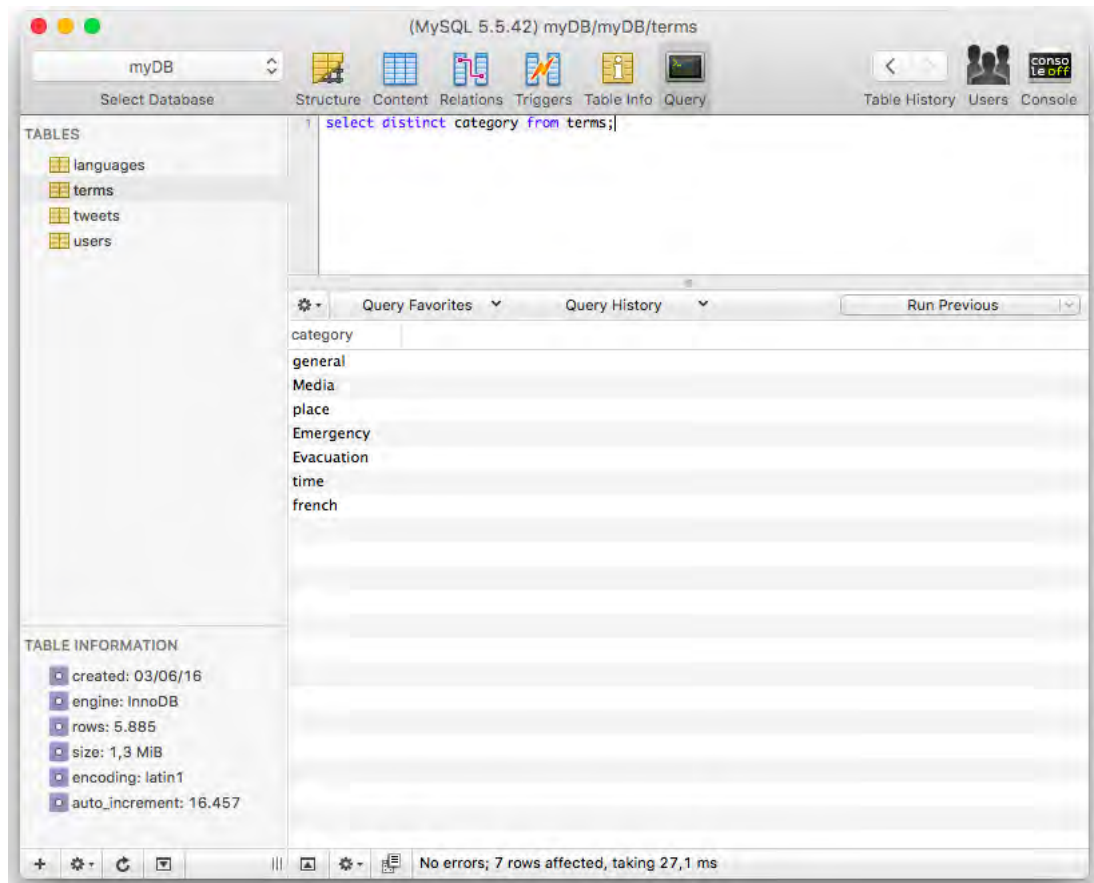 (MySQL 5.5.42) myDB/myDB/terms
myDB
Select Database
Structure Content Relations Triggers Table Info Query
Table History Users Console
conso
le off
TABLES
languages
terms
tweets
users
1 select distinct category from terms;
Query Favorites Query History Run Previous
category
general
Media
place
Emergency
Evacuation
time
french
TABLE INFORMATION
created: 03/06/16
engine: InnoDB
rows: 5.885
size: 1,3 MiB
encoding: latin1
auto_increment: 16.457
No errors; 7 rows affected, taking 27,1 ms